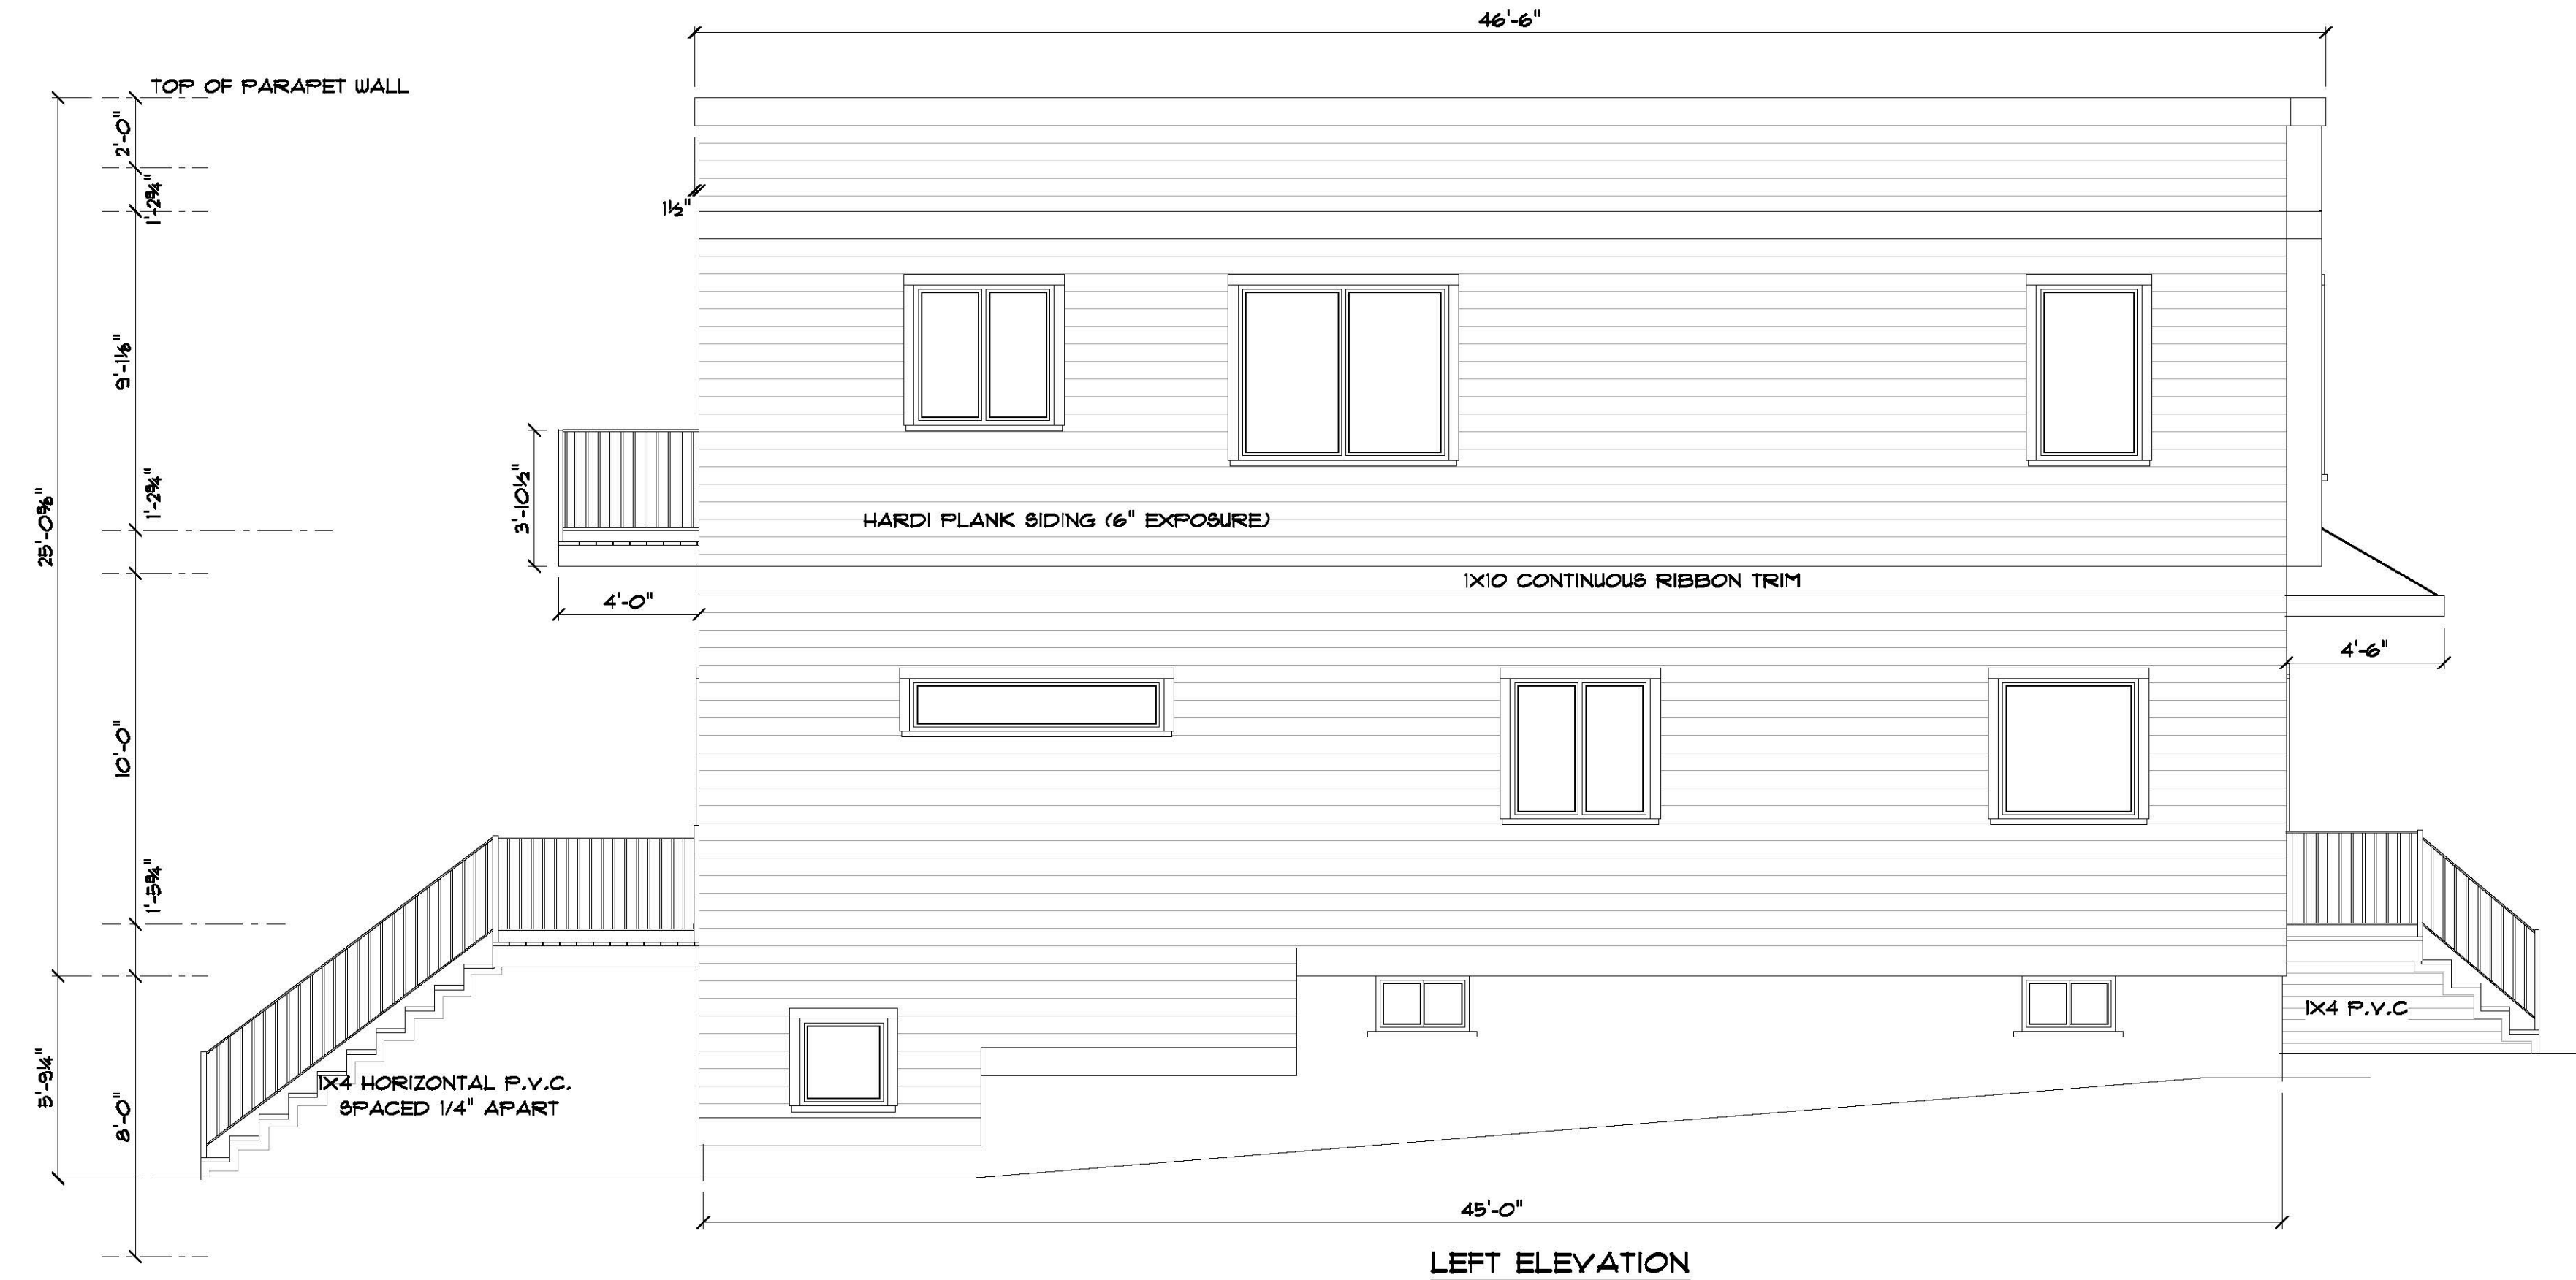 46'-6"
TOP OF PARAPET WALL
2'-0"
1'-2¾"
1½"
9'-1⅛"
1'-2¾"
3'-10½"
25'-0⅜"
HARDI PLANK SIDING (6" EXPOSURE)
1X10 CONTINUOUS RIBBON TRIM
4'-0"
4'-6"
10'-0"
1'-5¾"
1X4 P.V.C
5'-9¼"
8'-0"
1X4 HORIZONTAL P.V.C.
SPACED 1/4" APART
45'-0"
LEFT ELEVATION